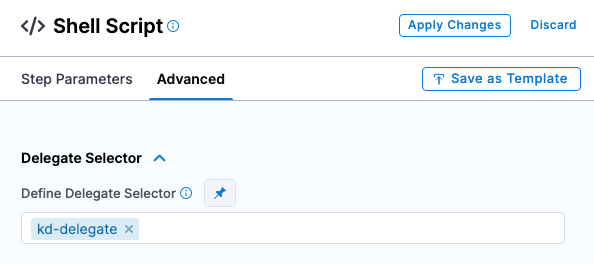 </> Shell Script
Apply Changes
Discard
Step Parameters
Advanced
Save as Template
Delegate Selector
Define Delegate Selector
kd-delegate